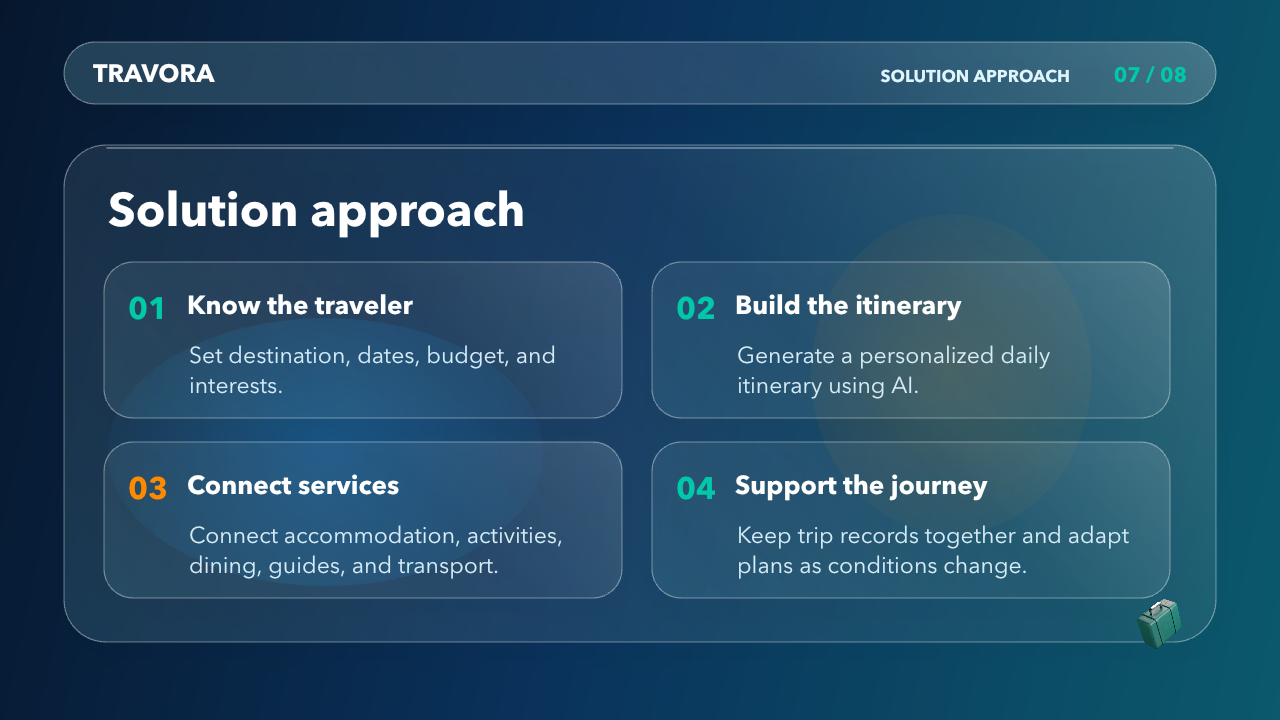 TRAVORA
SOLUTION APPROACH
07 / 08
Solution approach
01
Know the traveler
Set destination, dates, budget, and
interests.
02
Build the itinerary
Generate a personalized daily
itinerary using AI.
03
Connect services
Connect accommodation, activities,
dining, guides, and transport.
04
Support the journey
Keep trip records together and adapt
plans as conditions change.